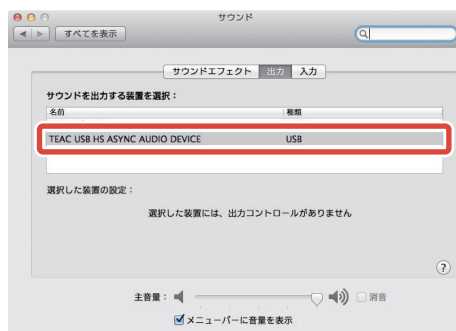 サウンド
すべてを表示
サウンドエフェクト 出力 入力
サウンドを出力する装置を選択：
名前 種類
TEAC USB HS ASYNC AUDIO DEVICE USB
選択した装置の設定：
選択した装置には、出力コントロールがありません
?
主音量： 消音
メニューバーに音量を表示